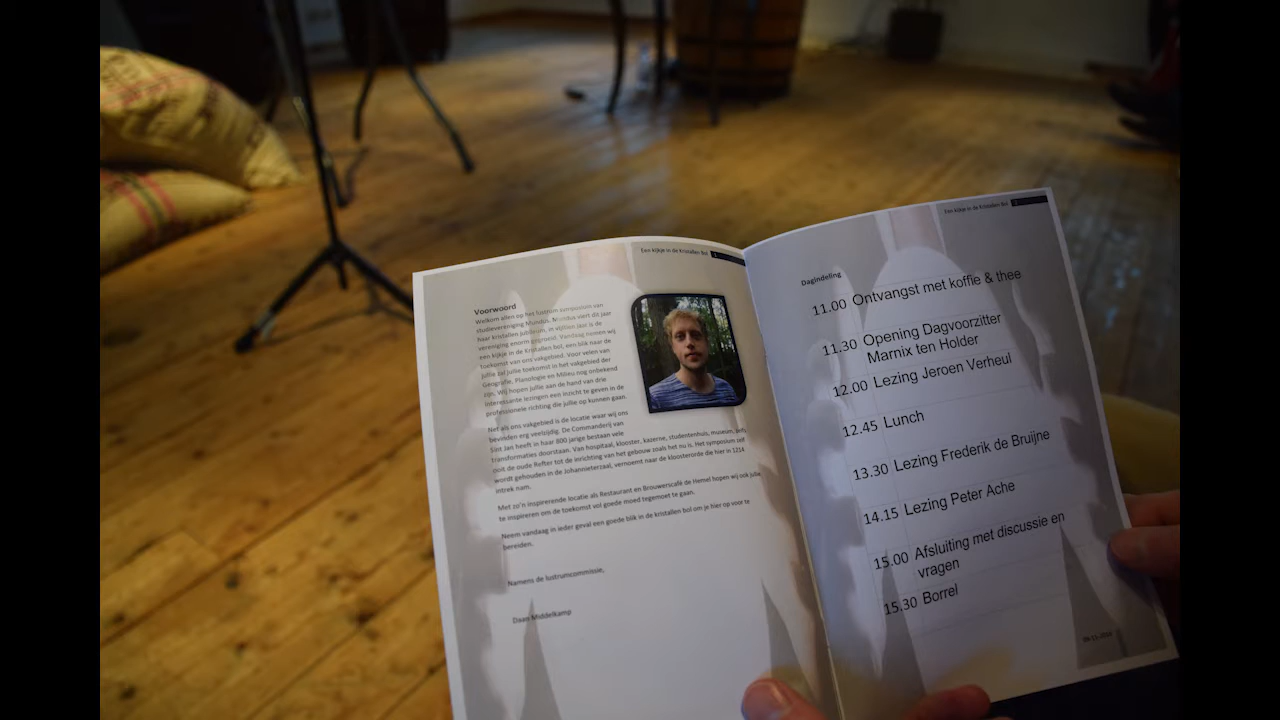 Een kijkje in de Kristallen Bol
Voorwoord
Welkom allen op het lustrum symposium van
studievereniging Mundus. Mundus viert dit jaar
haar kristallen jubileum, in vijftien jaar is de
vereniging enorm gegroeid. Vandaag nemen wij
een kijkje in de Kristallen bol, een blik naar de
toekomst van ons vakgebied. Voor velen van
jullie zal jullie toekomst in het vakgebied der
Geografie, Planologie en Milieu nog onbekend
zijn. Wij hopen jullie aan de hand van drie
interessante lezingen een inzicht te geven in de
professionele richting die jullie op kunnen gaan.
Net als ons vakgebied is de locatie waar wij ons
bevinden erg veelzijdig. De Commanderij van
Sint Jan heeft in haar 800 jarige bestaan vele
transformaties doorstaan. Van hospitaal, klooster, kazerne, studentenhuis, museum, zelfs
ooit de oude Refter tot de inrichting van het gebouw zoals het nu is. Het symposium zelf
wordt gehouden in de Johannieterzaal, vernoemt naar de kloosterorde die hier in 1214
intrek nam.
Met zo'n inspirerende locatie als Restaurant en Brouwerscafé de Hemel hopen wij ook jullie
te inspireren om de toekomst vol goede moed tegemoet te gaan.
Neem vandaag in ieder geval een goede blik in de kristallen bol om je hier op voor te
bereiden.
Namens de lustrumcommissie,
Daan Middelkamp
Een kijkje in de Kristallen Bol
Dagindeling
11.00 Ontvangst met koffie & thee
11.30 Opening Dagvoorzitter
Marnix ten Holder
12.00 Lezing Jeroen Verheul
12.45 Lunch
13.30 Lezing Frederik de Bruijne
14.15 Lezing Peter Ache
15.00 Afsluiting met discussie en
vragen
15.30 Borrel